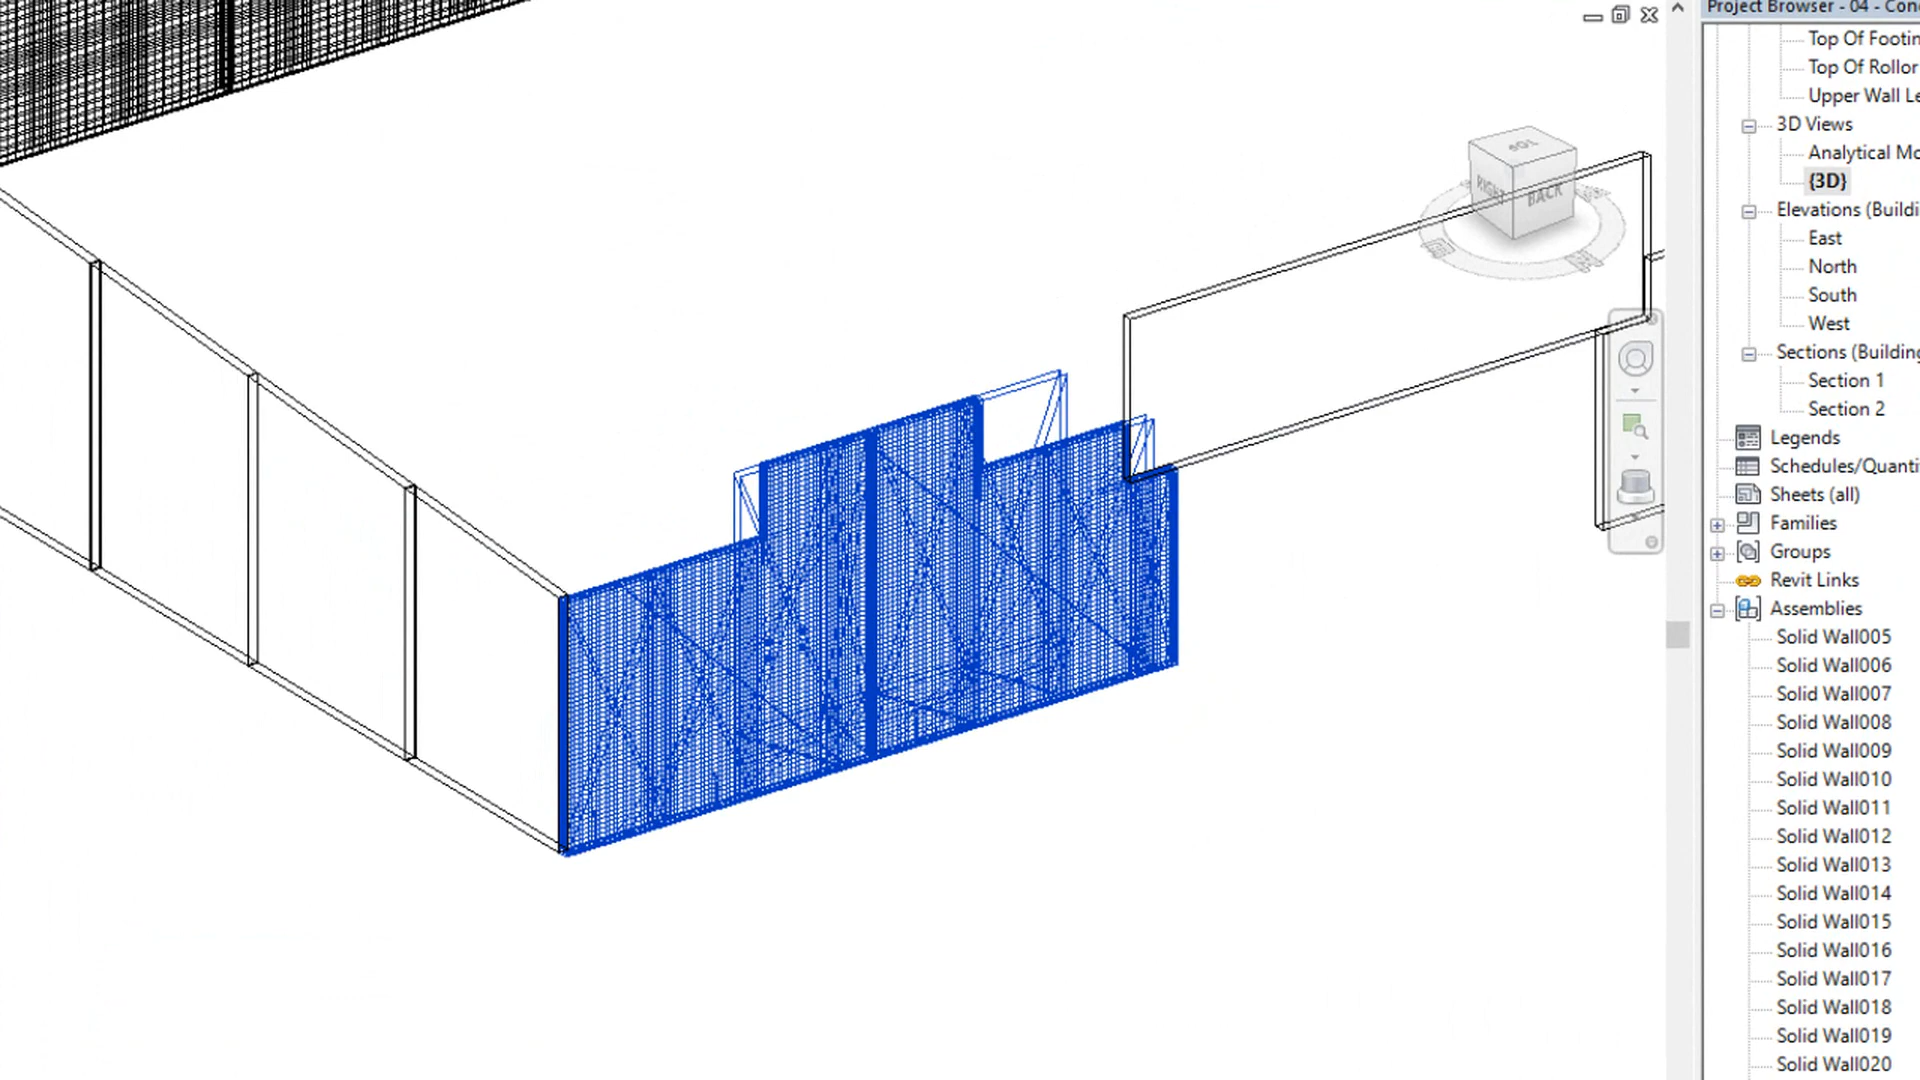 Project Browser - 04 - Con
Top Of Footin
Top Of Rollor
Upper Wall Le
3D Views
Analytical Mo
{3D}
Elevations (Buildi
East
North
South
West
Sections (Building
Section 1
Section 2
Legends
Schedules/Quanti
Sheets (all)
Families
Groups
Revit Links
Assemblies
Solid Wall005
Solid Wall006
Solid Wall007
Solid Wall008
Solid Wall009
Solid Wall010
Solid Wall011
Solid Wall012
Solid Wall013
Solid Wall014
Solid Wall015
Solid Wall016
Solid Wall017
Solid Wall018
Solid Wall019
Solid Wall020
TOP
RIGHT
BACK